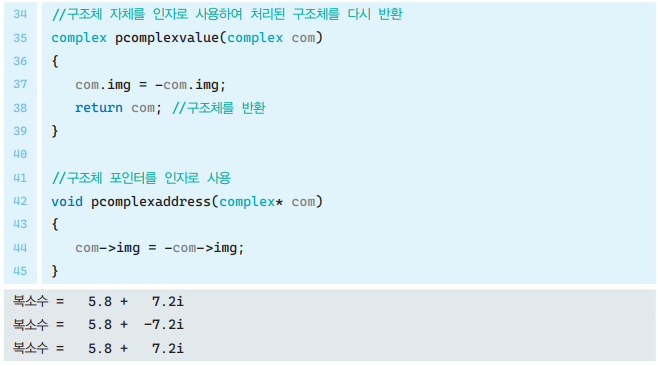 34 //구조체 자체를 인자로 사용하여 처리된 구조체를 다시 반환
35 complex pcomplexvalue(complex com)
36 {
37 com.img = -com.img;
38 return com; //구조체를 반환
39 }
40
41 //구조체 포인터를 인자로 사용
42 void pcomplexaddress(complex* com)
43 {
44 com->img = -com->img;
45 }
복소수 = 5.8 + 7.2i
복소수 = 5.8 + -7.2i
복소수 = 5.8 + 7.2i